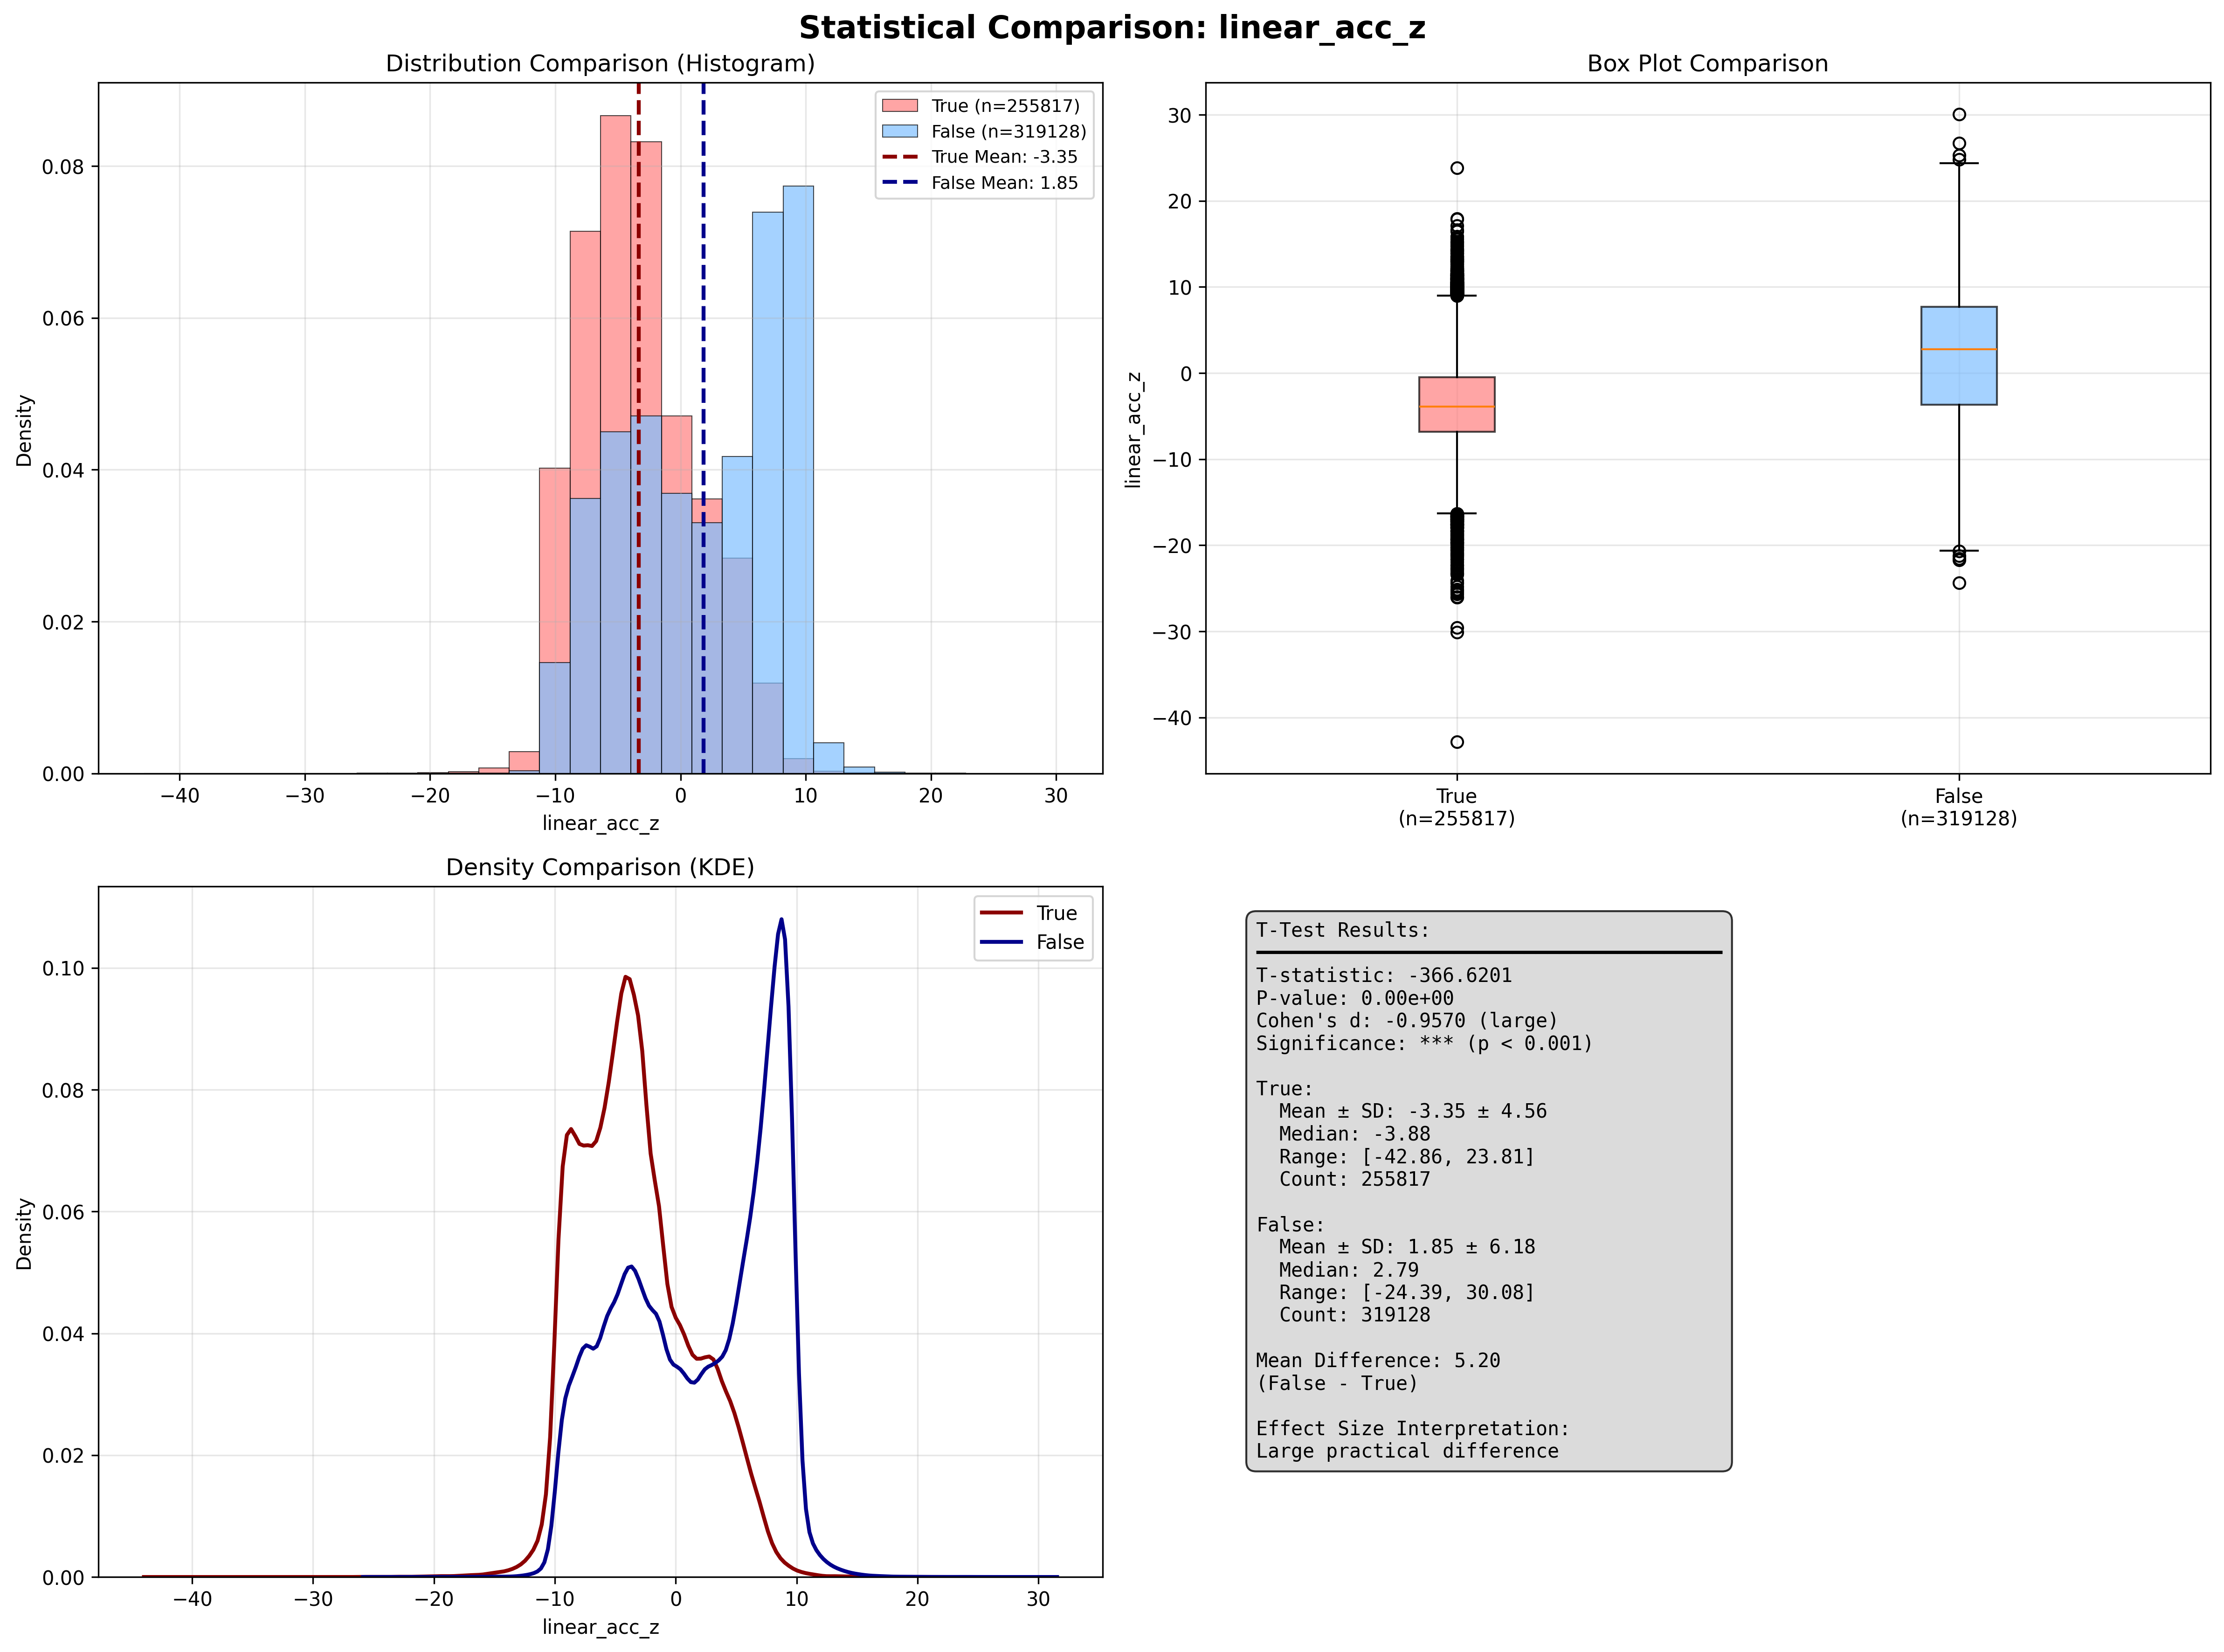 Statistical Comparison: linear_acc_z
Distribution Comparison (Histogram)
True (n=255817)
False (n=319128)
True Mean: -3.35
False Mean: 1.85
Density
0.08
0.06
0.04
0.02
0.00
−40 −30 −20 −10 0 10 20 30
linear_acc_z
Box Plot Comparison
linear_acc_z
30
20
10
0
−10
−20
−30
−40
True False
(n=255817) (n=319128)
Density Comparison (KDE)
True
False
Density
0.10
0.08
0.06
0.04
0.02
0.00
−40 −30 −20 −10 0 10 20 30
linear_acc_z
T-Test Results:
T-statistic: -366.6201
P-value: 0.00e+00
Cohen's d: -0.9570 (large)
Significance: *** (p < 0.001)
True:
Mean ± SD: -3.35 ± 4.56
Median: -3.88
Range: [-42.86, 23.81]
Count: 255817
False:
Mean ± SD: 1.85 ± 6.18
Median: 2.79
Range: [-24.39, 30.08]
Count: 319128
Mean Difference: 5.20
(False - True)
Effect Size Interpretation:
Large practical difference